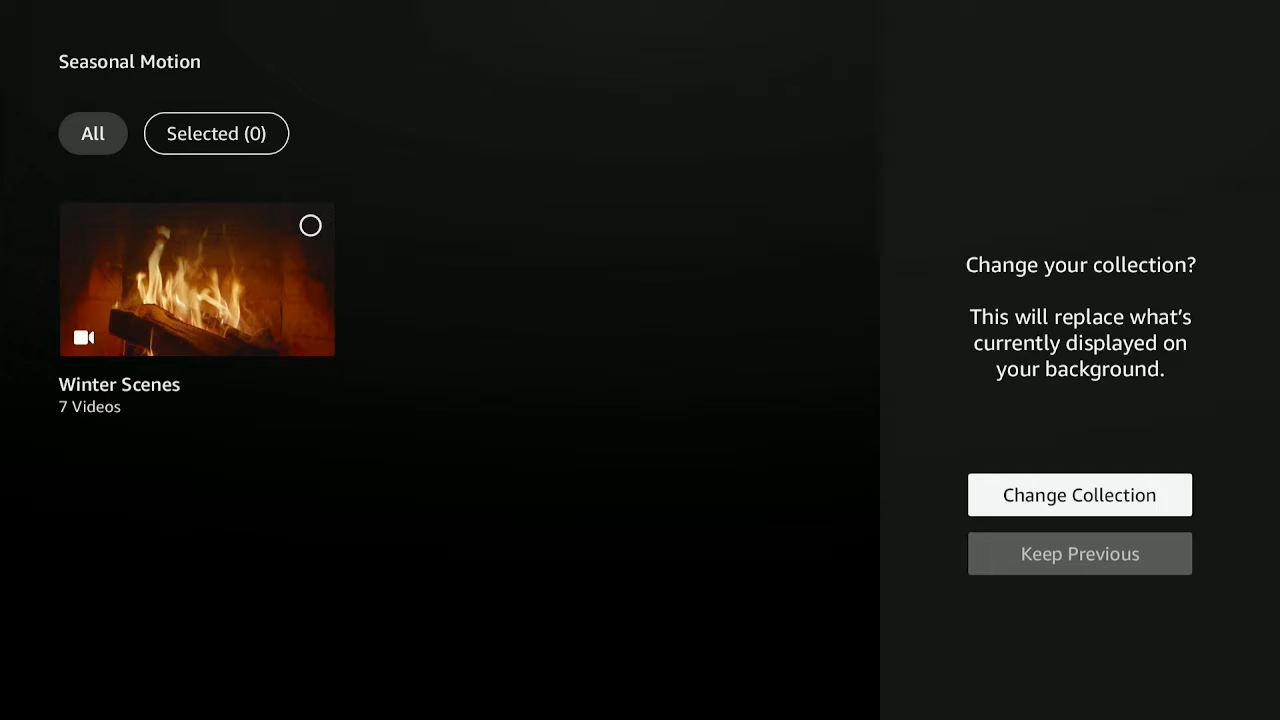 Seasonal Motion
All
Selected (0)
Winter Scenes
7 Videos
Change your collection?
This will replace what's
currently displayed on
your background.
Change Collection
Keep Previous